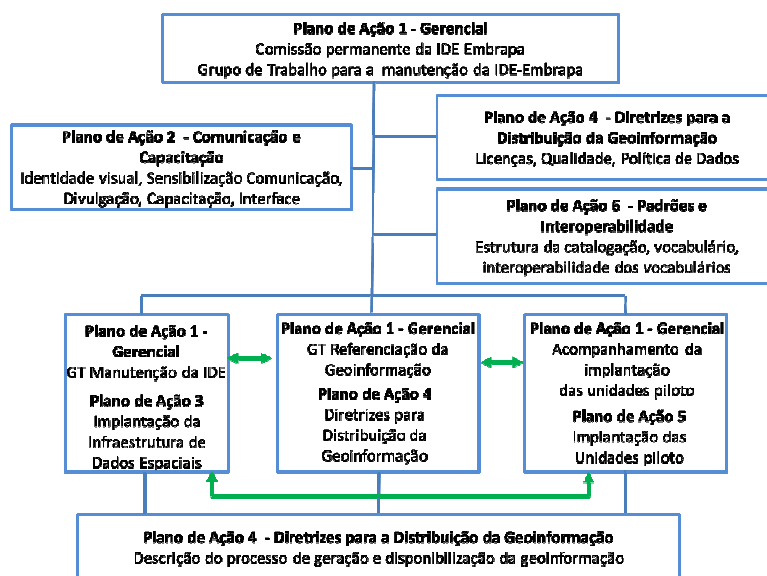 Plano de Ação 1 - Gerencial
Comissão permanente da IDE Embrapa
Grupo de Trabalho para a manutenção da IDE-Embrapa
Plano de Ação 2 - Comunicação e
Capacitação
Identidade visual, Sensibilização Comunicação,
Divulgação, Capacitação, Interface
Plano de Ação 4 - Diretrizes para a
Distribuição da Geoinformação
Licenças, Qualidade, Política de Dados
Plano de Ação 6 - Padrões e
Interoperabilidade
Estrutura da catalogação, vocabulário,
interoperabilidade dos vocabulários
Plano de Ação 1 -
Gerencial
GT Manutenção da IDE
Plano de Ação 3
Implantação da
Infraestrutura de
Dados Espaciais
Plano de Ação 1 - Gerencial
GT Referenciação da
Geoinformação
Plano de Ação 4
Diretrizes para
Distribuição da
Geoinformação
Plano de Ação 1 - Gerencial
Acompanhamento da
implantação
das unidades piloto
Plano de Ação 5
Implantação das
Unidades piloto
Plano de Ação 4 - Diretrizes para a Distribuição da Geoinformação
Descrição do processo de geração e disponibilização da geoinformação